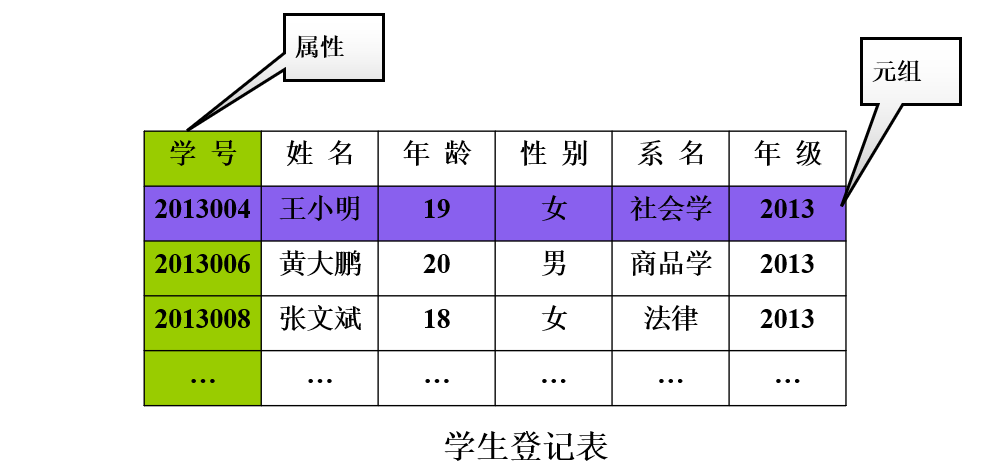 属性
元组
学 号 姓 名 年 龄 性 别 系 名 年 级
2013004 王小明 19 女 社会学 2013
2013006 黄大鹏 20 男 商品学 2013
2013008 张文斌 18 女 法律 2013
… … … … … …
学生登记表